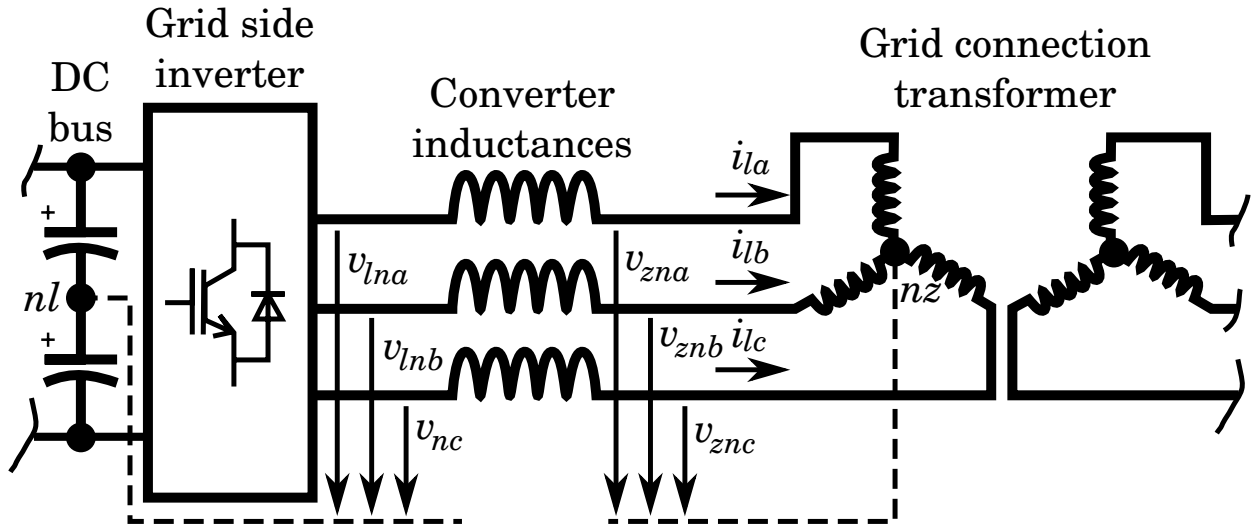 Grid side
inverter
Grid connection
transformer
DC
bus
Converter
inductances
i_la
+
v_lna
v_zna
i_lb
nl
nz
+
v_lnb
v_znb
i_lc
v_nc
v_znc